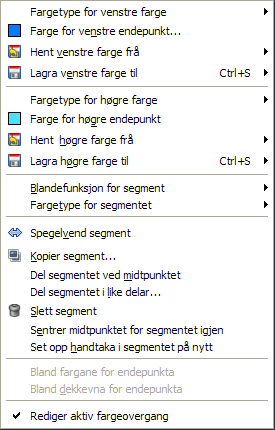 Fargetype for venstre farge
Farge for venstre endepunkt...
Hent venstre farge frå
Lagra venstre farge til Ctrl+S
Fargetype for høgre farge
Farge for høgre endepunkt
Hent høgre farge frå
Lagra høgre farge til Ctrl+S
Blandefunksjon for segment
Fargetype for segmentet
Spegelvend segment
Kopier segment...
Del segmentet ved midtpunktet
Del segmentet i like delar...
Slett segment
Sentrer midtpunktet for segmentet igjen
Set opp handtaka i segmentet på nytt
Bland fargane for endepunkta
Bland dekkevna for endepunkta
Rediger aktiv fargeovergang